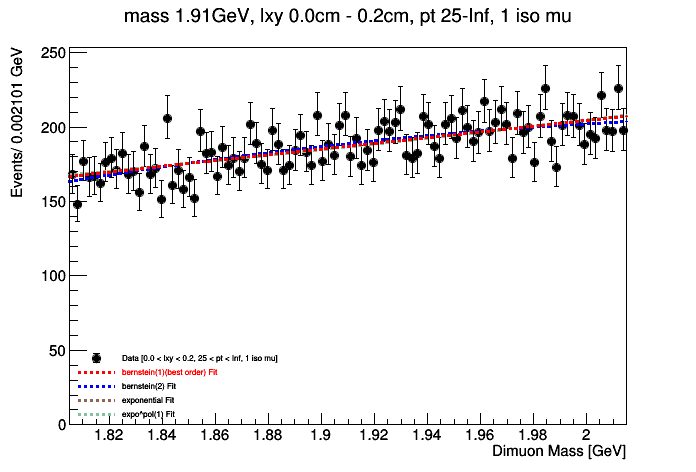 mass 1.91GeV, lxy 0.0cm - 0.2cm, pt 25-Inf, 1 iso mu
Events/ 0.002101 GeV
250
200
150
100
50
0
Data [0.0 < lxy < 0.2, 25 < pt < Inf, 1 iso mu]
bernstein(1)(best order) Fit
bernstein(2) Fit
exponential Fit
expo*pol(1) Fit
1.82 1.84 1.86 1.88 1.9 1.92 1.94 1.96 1.98 2
Dimuon Mass [GeV]